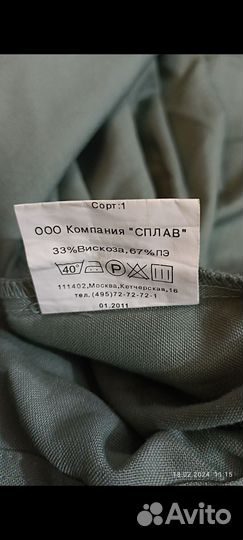 Сорт:1
ООО Компания "СПЛАВ"
33%Вискоза,67%ПЭ
40° P
111402,Москва,Кетчерская,16
тел.(495)72-72-72-1
01.2011
18.02.2024 10:15
Avito